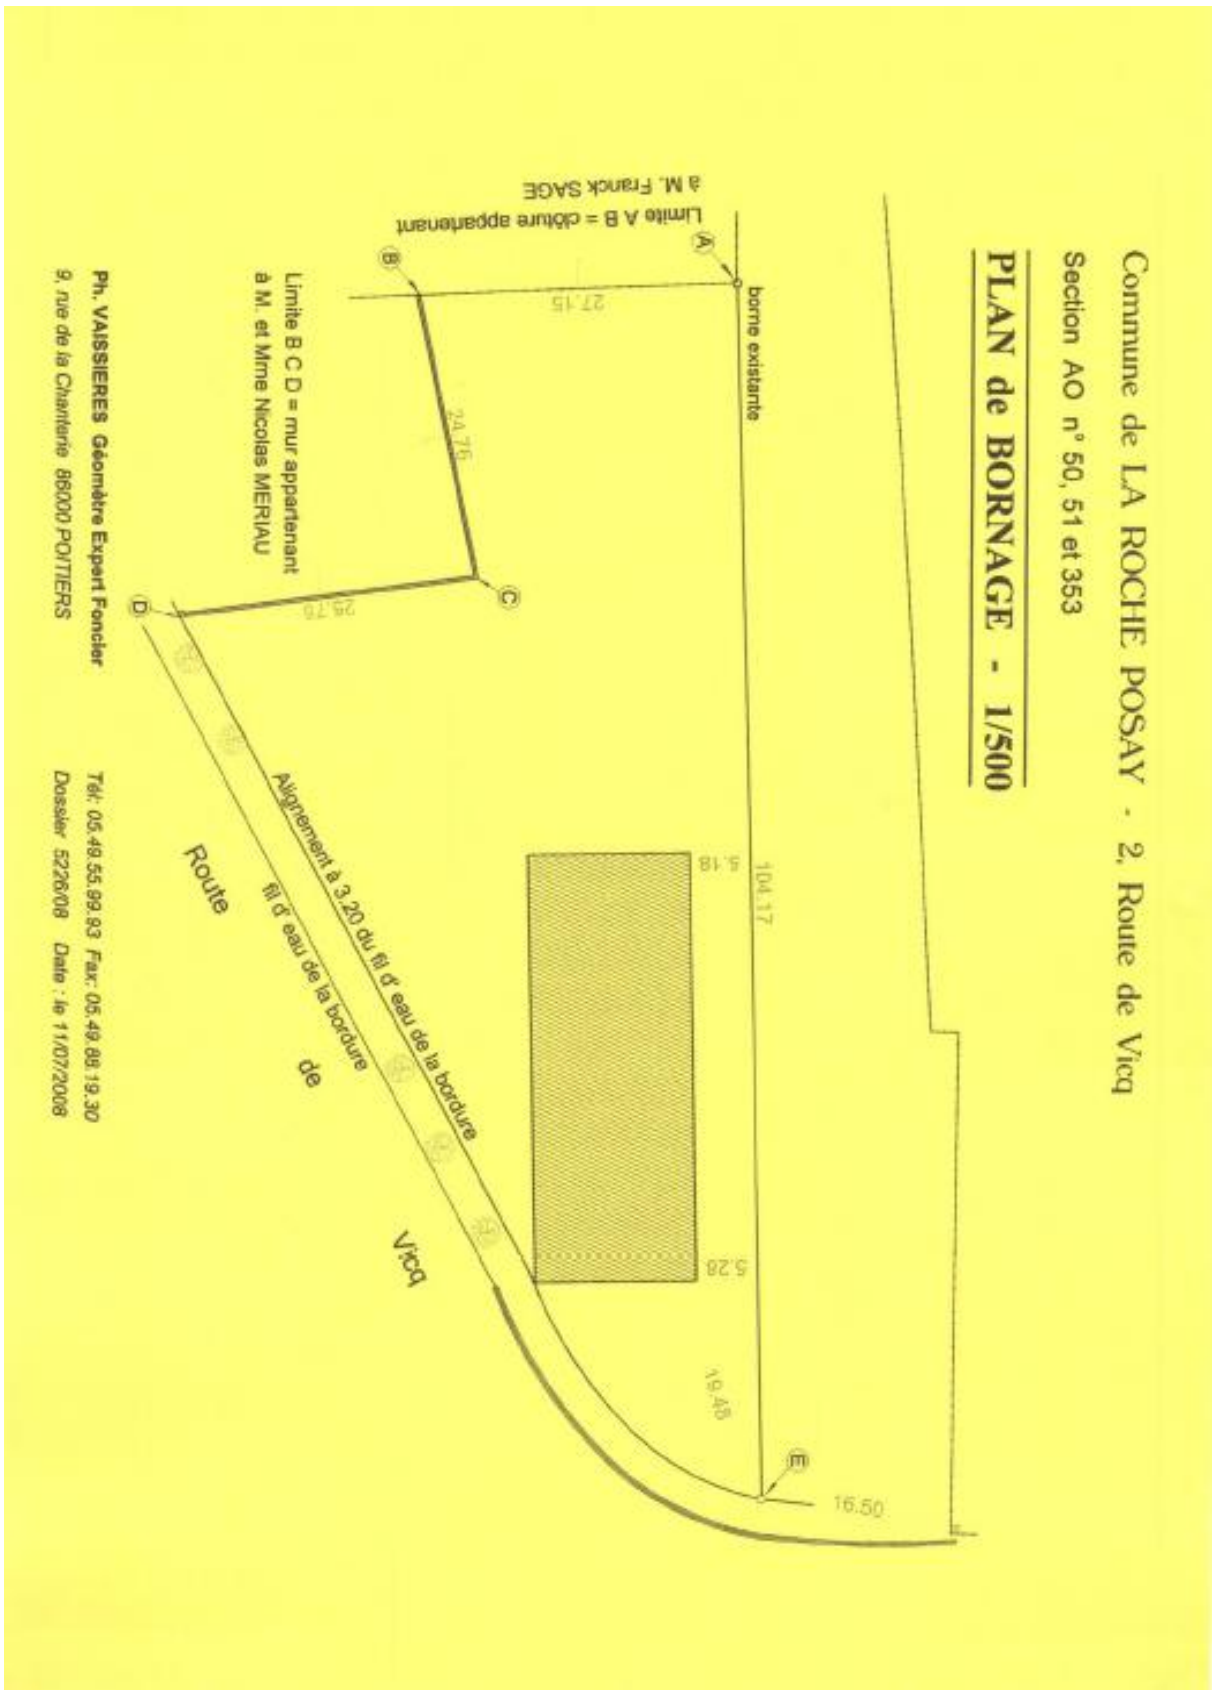 Commune de LA ROCHE POSAY - 2, Route de Vicq
Section AO n° 50, 51 et 353
PLAN de BORNAGE - 1/500
borne existante
A
Limite A B = clôture appartenant
à M. Franck SAGE
27.15
B
24.76
C
Limite B C D = mur appartenant
à M. et Mme Nicolas MERIAU
25.76
D
104.17
5.18
5.28
19.48
E
16.50
Alignement à 3.20 du fil d' eau de la bordure
fil d' eau de la bordure
Route
de
Vicq
Ph. VAISSIERES Géomètre Expert Foncier
9, rue de la Chanterie 86000 POITIERS
Tél: 05.49.55.99.93 Fax: 05.49.88.19.30
Dossier 5226/08 Date : le 11/07/2008